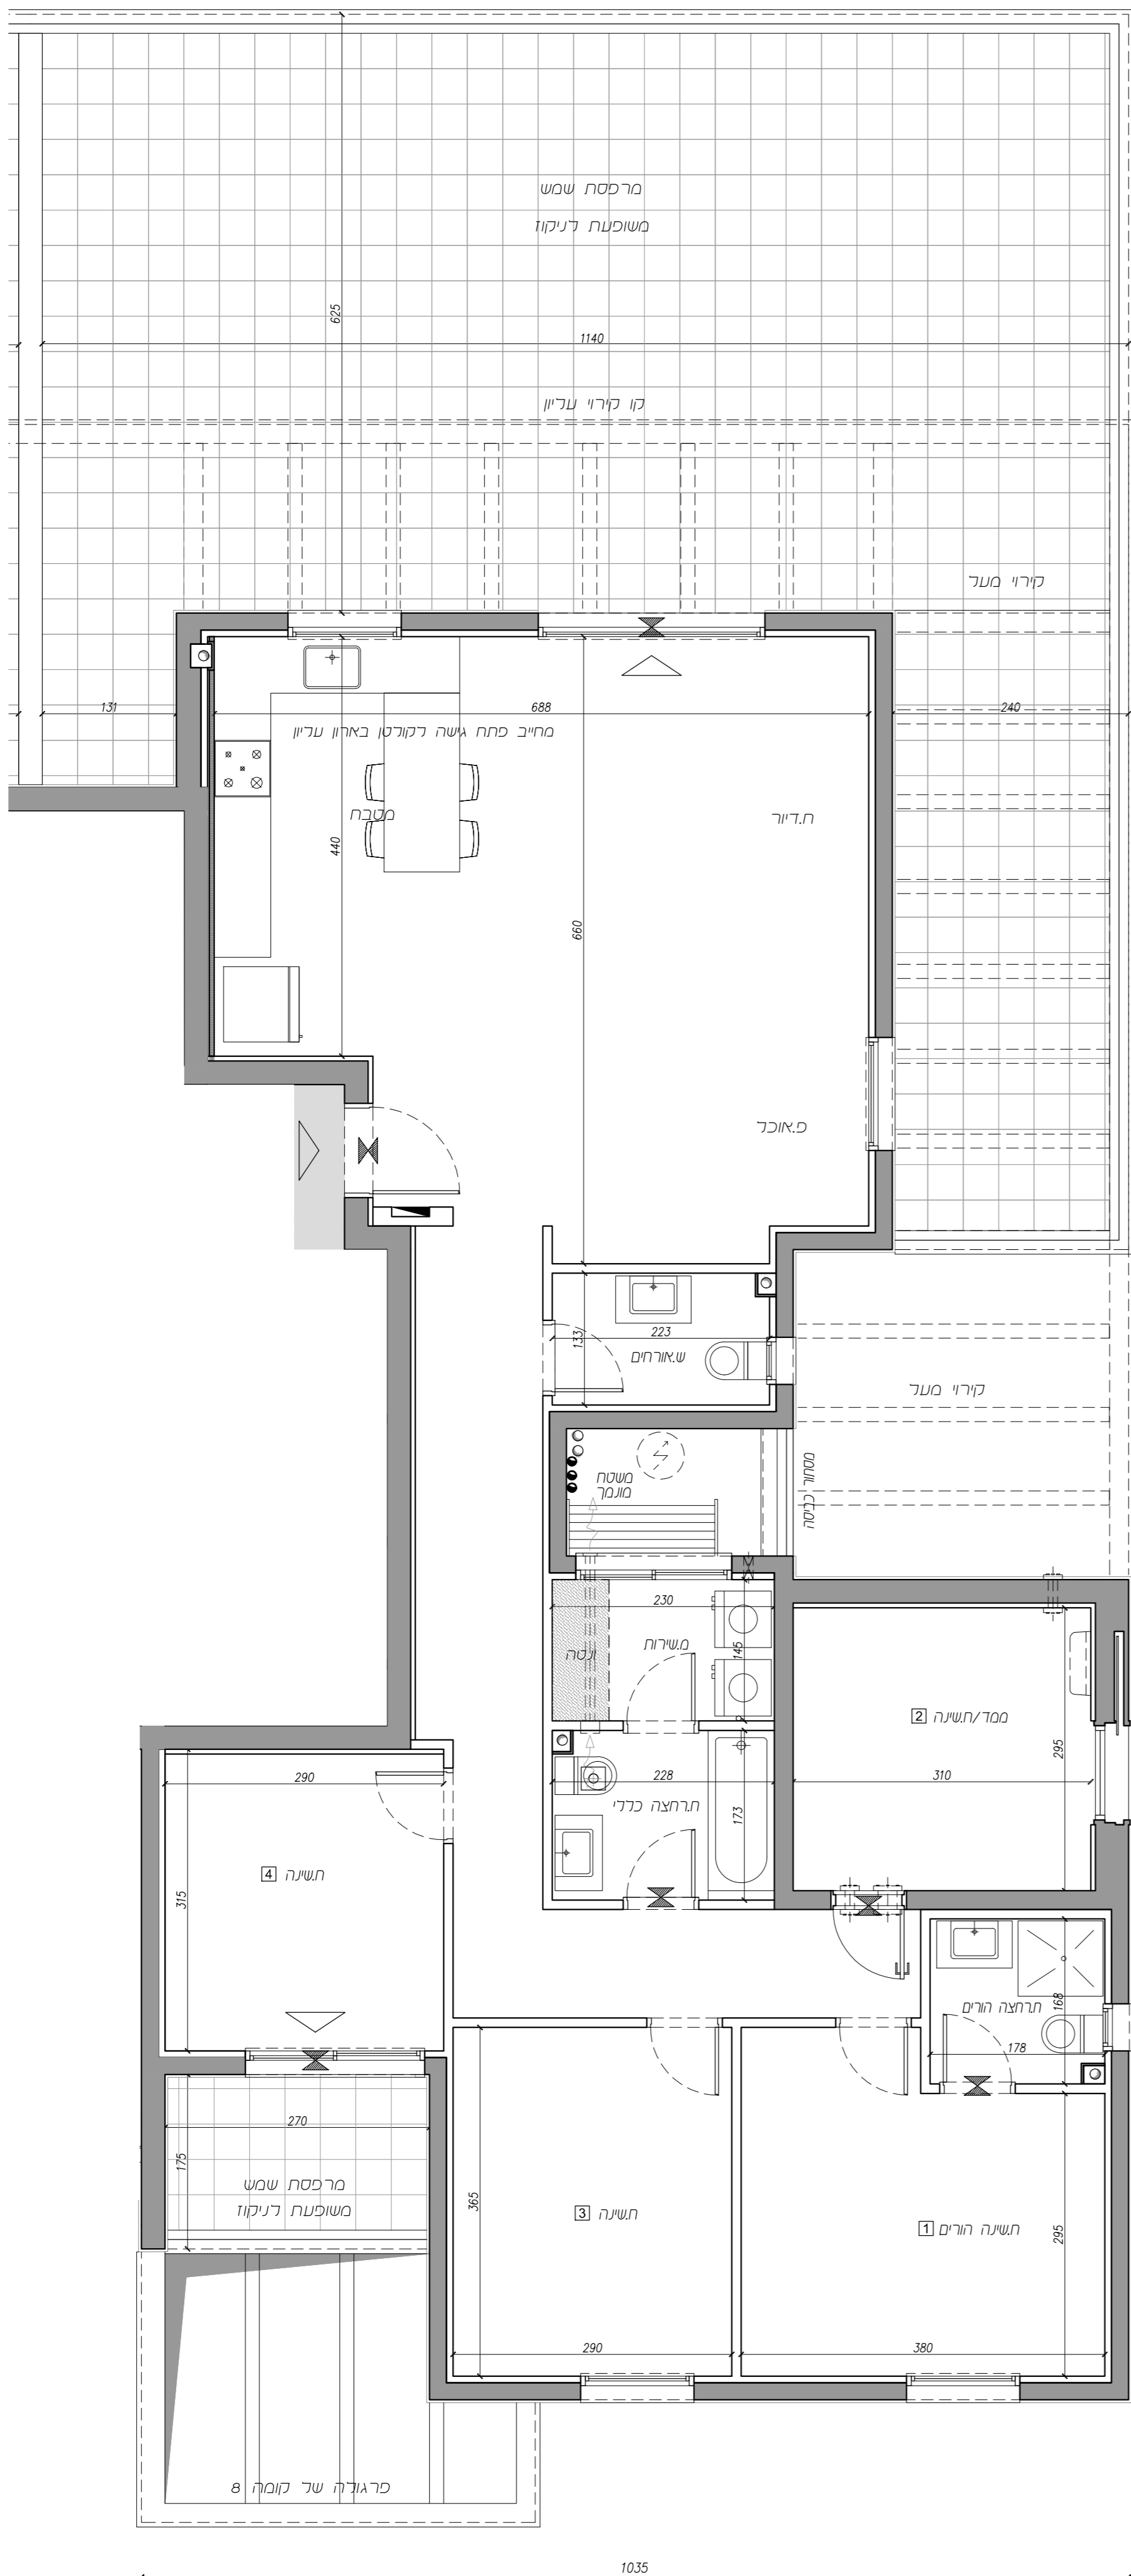 מרפסת שמש
משופעת לניקוז
625
1140
קו קירוי עליון
קירוי מעל
131
688
240
מחייב פתח גישה לקולטן בארון עליון
מטבח
ח.דיור
440
660
פ.אוכל
223
133
ש.אורחים
קירוי מעל
משטח
מונמך
מסתור כביסה
230
145
מ.שירות
ונטה
ממד/ח.שינה 2
295
310
290
228
173
ח.רחצה כללי
ח.שינה 4
315
ח.רחצה הורים
168
178
270
175
מרפסת שמש
משופעת לניקוז
365
ח.שינה 3
ח.שינה הורים 1
295
290
380
פרגולה של קומה 8
1035